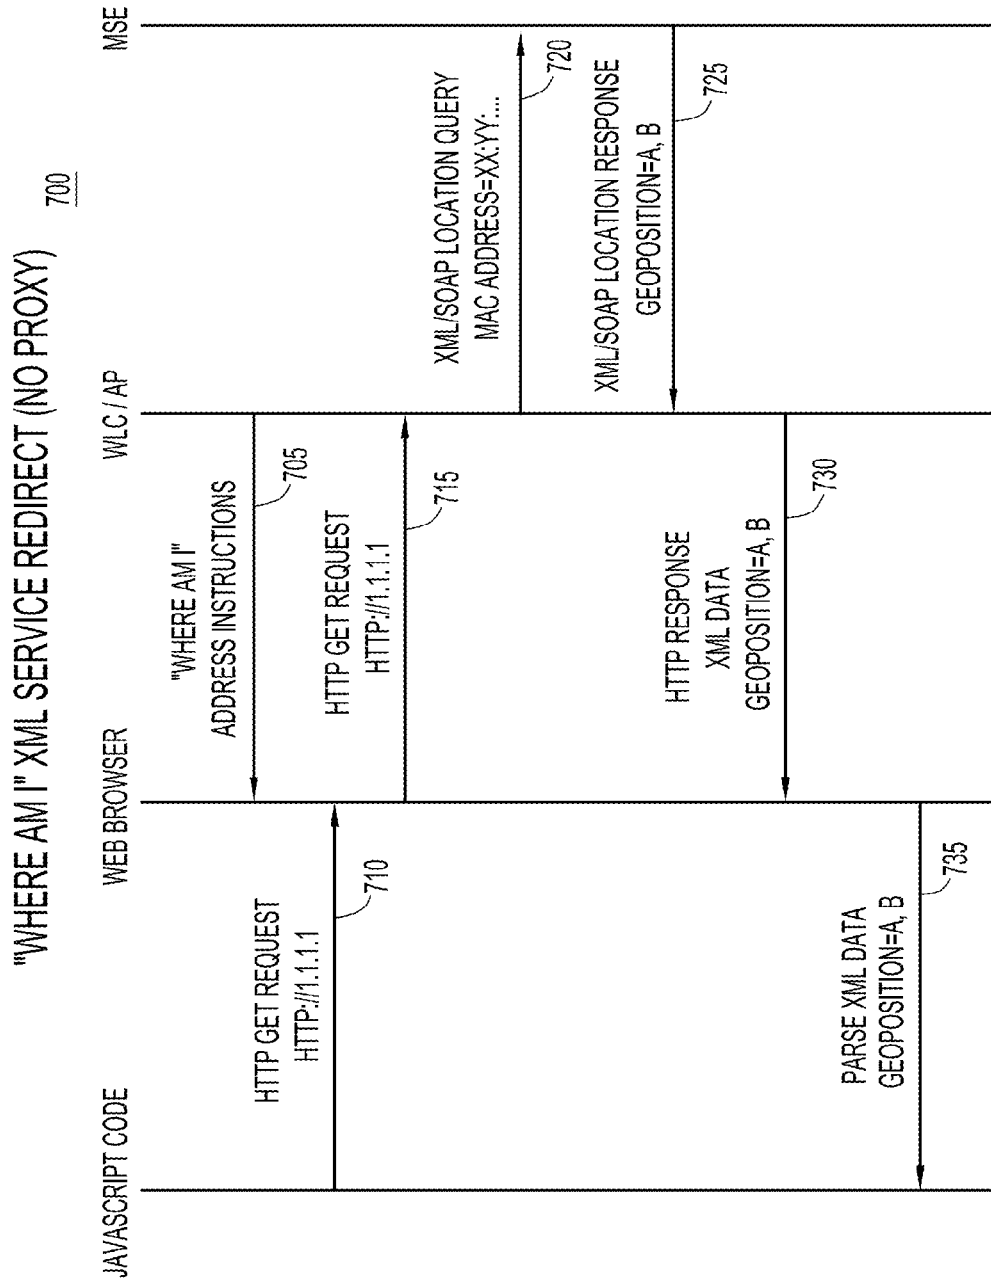 "WHERE AM I" XML SERVICE REDIRECT (NO PROXY)
700
JAVASCRIPT CODE
WEB BROWSER
WLC / AP
MSE
"WHERE AM I"
ADDRESS INSTRUCTIONS
705
HTTP GET REQUEST
HTTP://1.1.1.1
710
HTTP GET REQUEST
HTTP://1.1.1.1
715
XML/SOAP LOCATION QUERY
MAC ADDRESS=XX:YY:....
720
XML/SOAP LOCATION RESPONSE
GEOPOSITION=A, B
725
HTTP RESPONSE
XML DATA
GEOPOSITION=A, B
730
PARSE XML DATA
GEOPOSITION=A, B
735